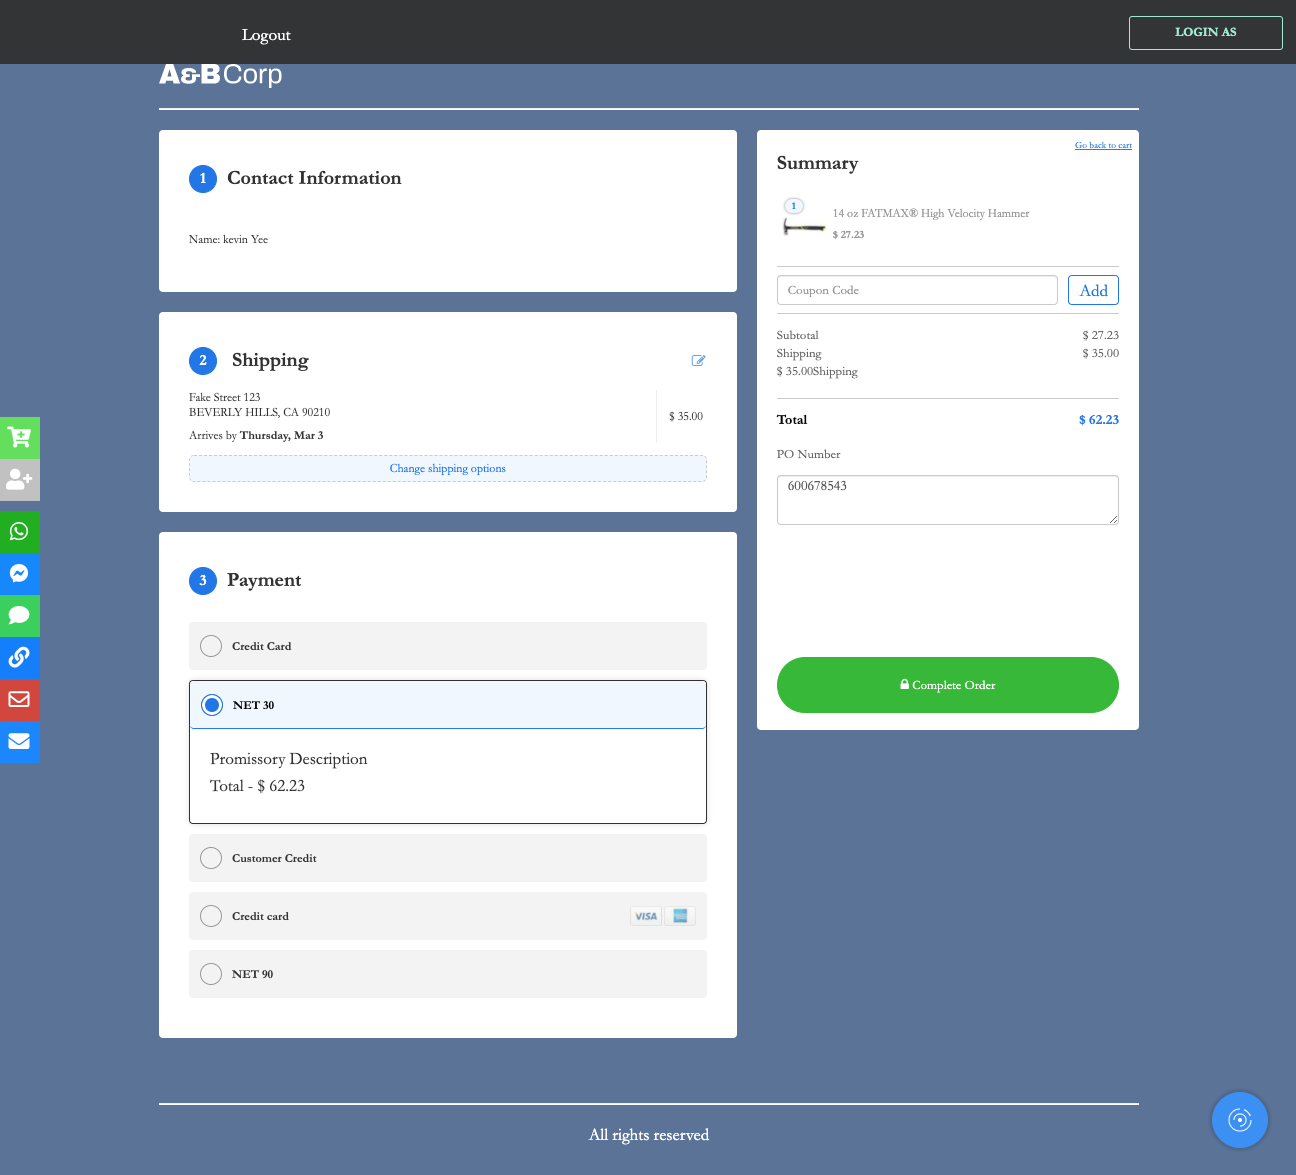 Logout
LOGIN AS
A&BCorp
1 Contact Information
Name: kevin Yee
2 Shipping
Fake Street 123
BEVERLY HILLS, CA 90210
$ 35.00
Arrives by Thursday, Mar 3
Change shipping options
3 Payment
Credit Card
NET 30
Promissory Description
Total - $ 62.23
Customer Credit
Credit card VISA
NET 90
Go back to cart
Summary
1
14 oz FATMAX® High Velocity Hammer
$ 27.23
Coupon Code Add
Subtotal $ 27.23
Shipping $ 35.00
$ 35.00Shipping
Total $ 62.23
PO Number
600678543
Complete Order
All rights reserved